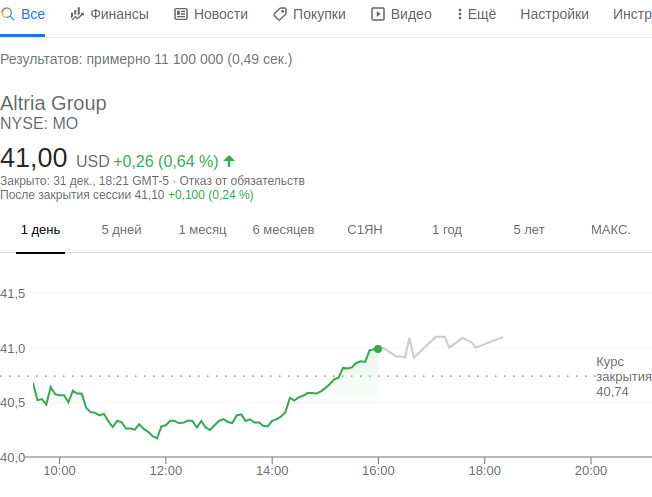 Все Финансы Новости Покупки Видео Ещё Настройки Инстр
Результатов: примерно 11 100 000 (0,49 сек.)
Altria Group
NYSE: MO
41,00 USD +0,26 (0,64 %)
Закрыто: 31 дек., 18:21 GMT-5 · Отказ от обязательств
После закрытия сессии 41,10 +0,100 (0,24 %)
1 день 5 дней 1 месяц 6 месяцев С1ЯН 1 год 5 лет МАКС.
41,5
41,0
Курс
закрытия
40,74
40,5
40,0
10:00 12:00 14:00 16:00 18:00 20:00